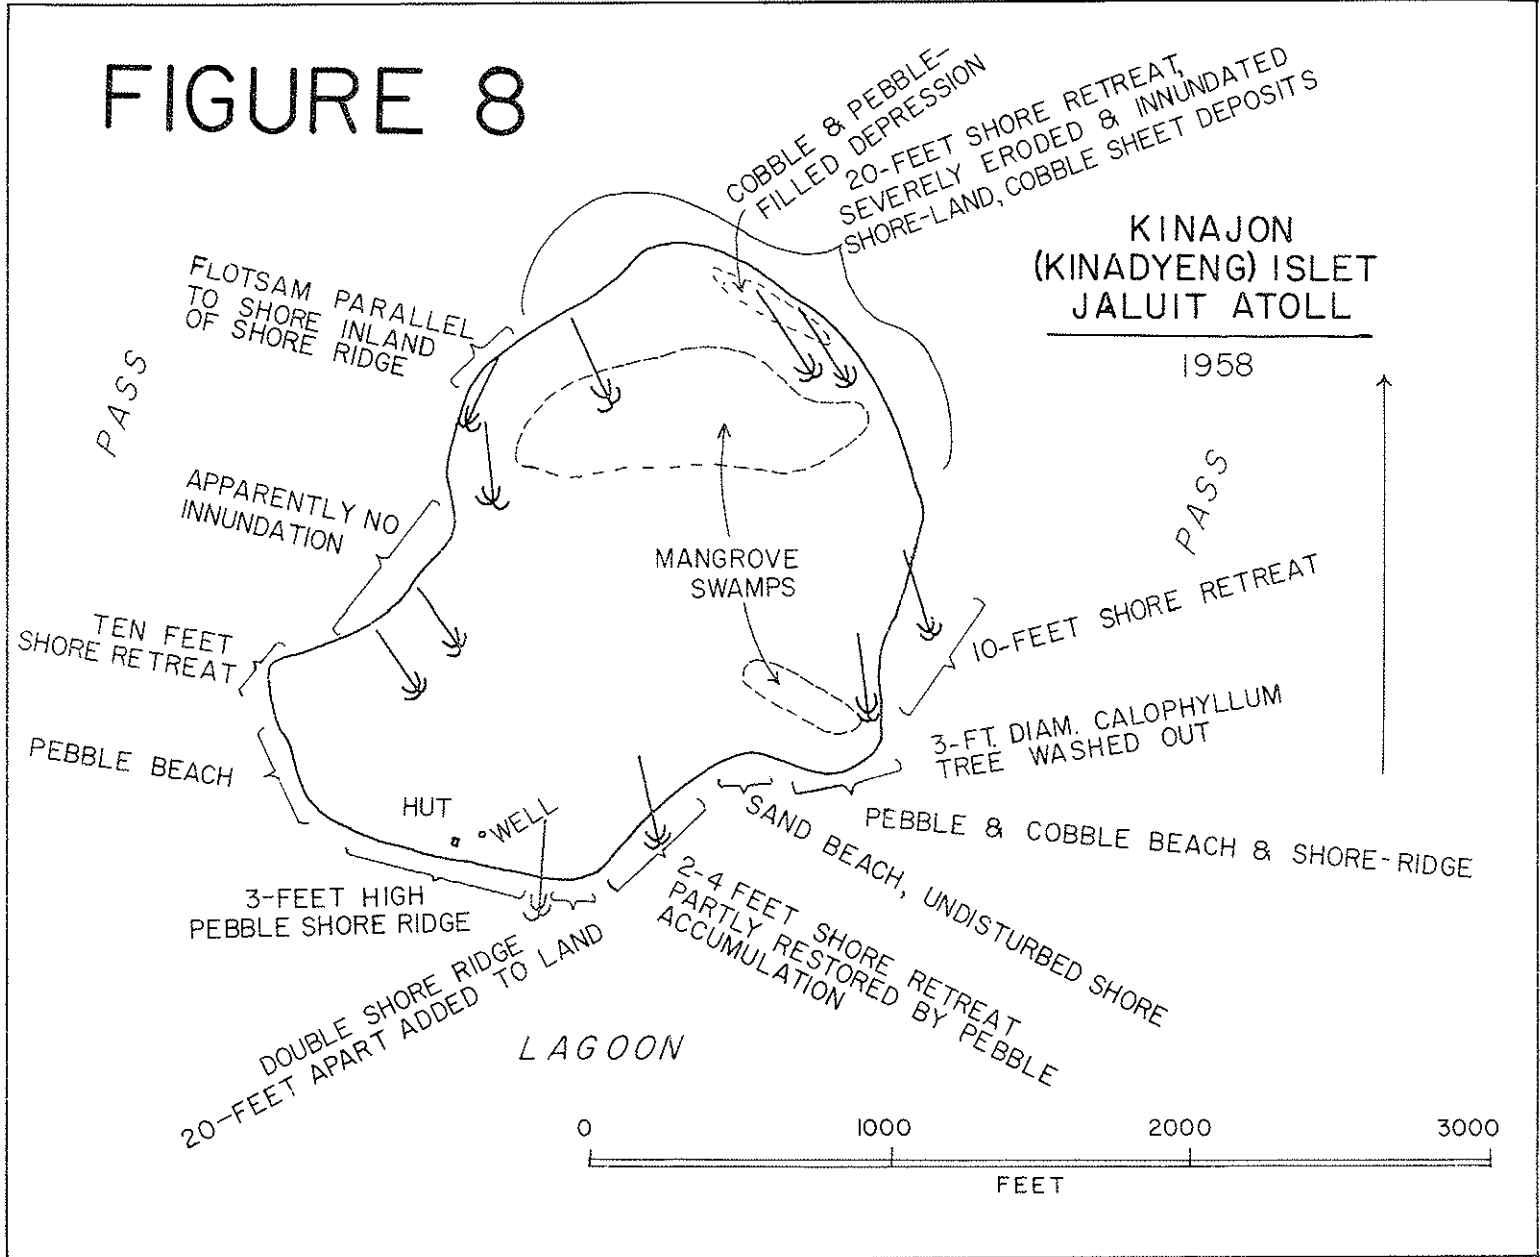 FIGURE 8
COBBLE & PEBBLE-
FILLED DEPRESSION
20-FEET SHORE RETREAT,
SEVERELY ERODED & INNUNDATED
SHORE-LAND, COBBLE SHEET DEPOSITS
KINAJON
(KINADYENG) ISLET
JALUIT ATOLL
1958
FLOTSAM PARALLEL
TO SHORE INLAND
OF SHORE RIDGE
PASS
APPARENTLY NO
INNUNDATION
PASS
MANGROVE
SWAMPS
TEN FEET
SHORE RETREAT
10-FEET SHORE RETREAT
3-FT. DIAM. CALOPHYLLUM
TREE WASHED OUT
PEBBLE BEACH
HUT
WELL
PEBBLE & COBBLE BEACH & SHORE-RIDGE
SAND BEACH, UNDISTURBED SHORE
3-FEET HIGH
PEBBLE SHORE RIDGE
2-4 FEET SHORE RETREAT
PARTLY RESTORED BY PEBBLE
ACCUMULATION
DOUBLE SHORE RIDGE
20-FEET APART ADDED TO LAND
LAGOON
0 1000 2000 3000
FEET